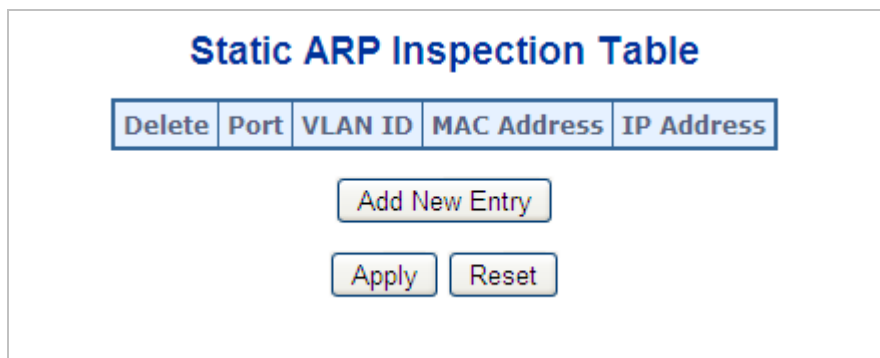 Static ARP Inspection Table
Delete Port VLAN ID MAC Address IP Address
Add New Entry
Apply Reset